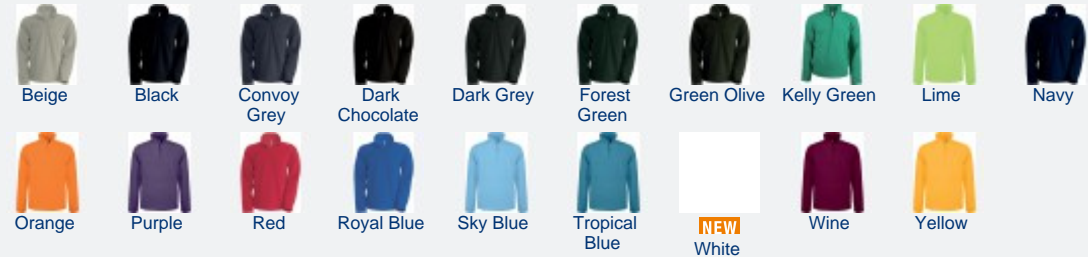 Beige
Black
Convoy
Grey
Dark
Chocolate
Dark Grey
Forest
Green
Green Olive
Kelly Green
Lime
Navy
Orange
Purple
Red
Royal Blue
Sky Blue
Tropical
Blue
NEW
White
Wine
Yellow